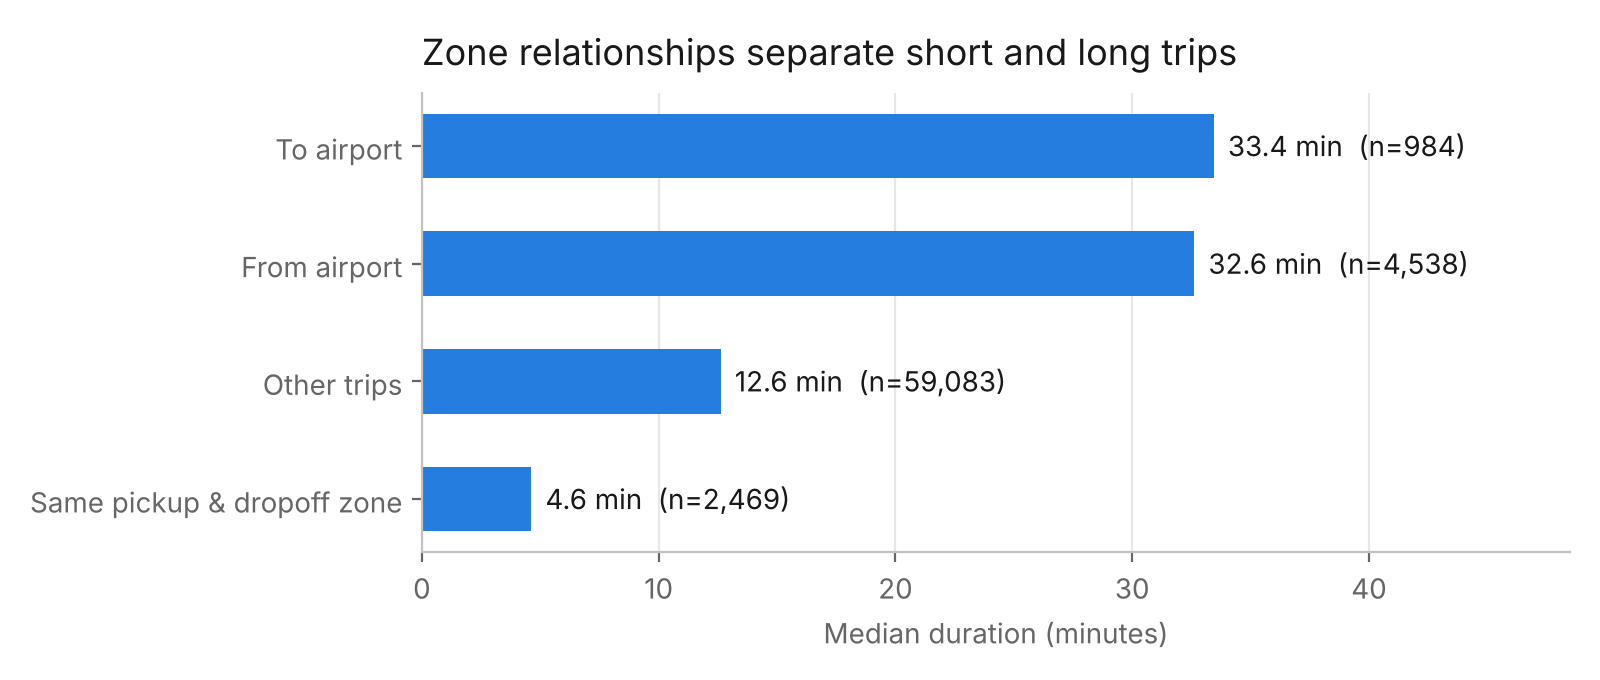 Zone relationships separate short and long trips
To airport
33.4 min (n=984)
From airport
32.6 min (n=4,538)
Other trips
12.6 min (n=59,083)
Same pickup & dropoff zone
4.6 min (n=2,469)
0 10 20 30 40
Median duration (minutes)